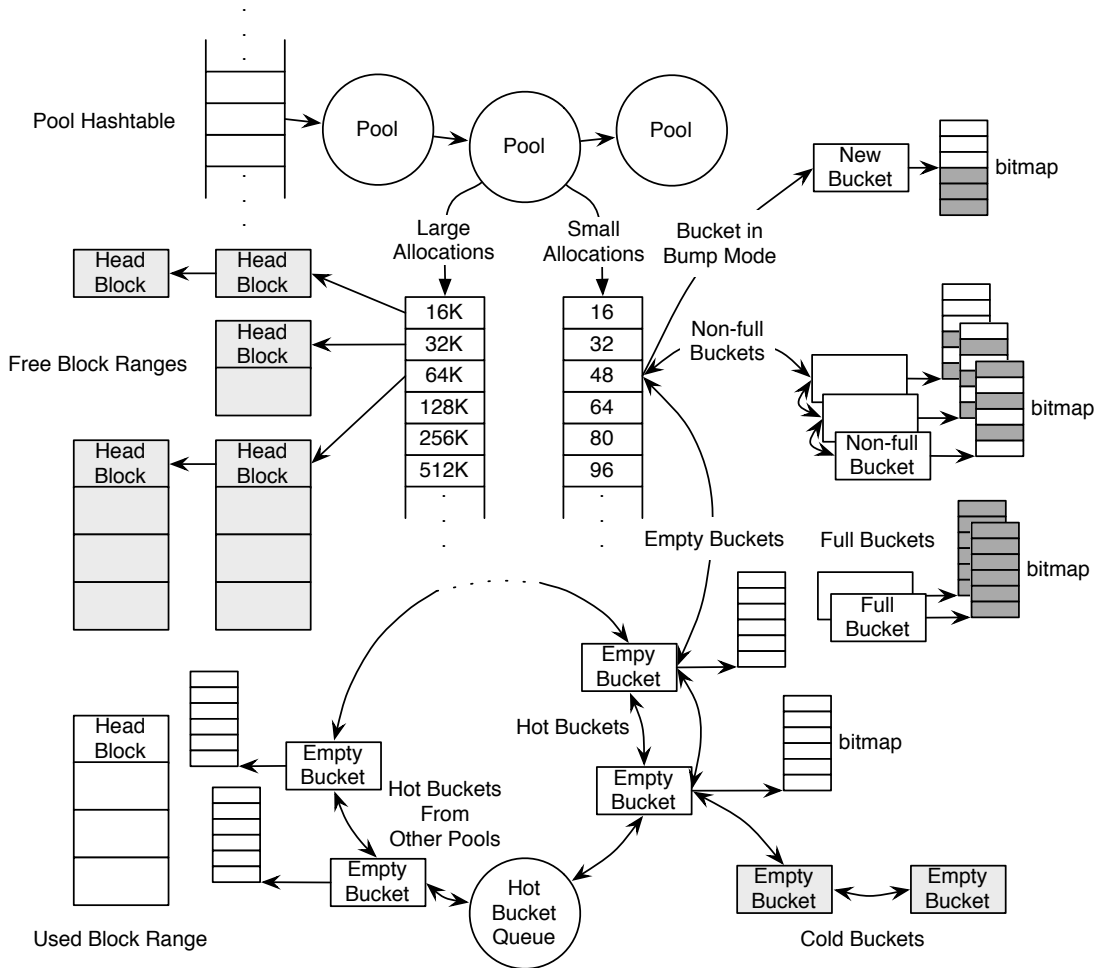 Pool Hashtable
Pool
Pool
Pool
New
Bucket
bitmap
Large
Allocations
Small
Allocations
Bucket in
Bump Mode
Head
Block
Head
Block
16K
32K
64K
128K
256K
512K
16
32
48
64
80
96
Non-full
Buckets
Head
Block
Free Block Ranges
Non-full
Bucket
bitmap
Head
Block
Head
Block
Empty Buckets
Full Buckets
Full
Bucket
bitmap
Empy
Bucket
Hot Buckets
Head
Block
Empty
Bucket
Empty
Bucket
bitmap
Hot Buckets
From
Other Pools
Empty
Bucket
Hot
Bucket
Queue
Empty
Bucket
Empty
Bucket
Used Block Range
Cold Buckets